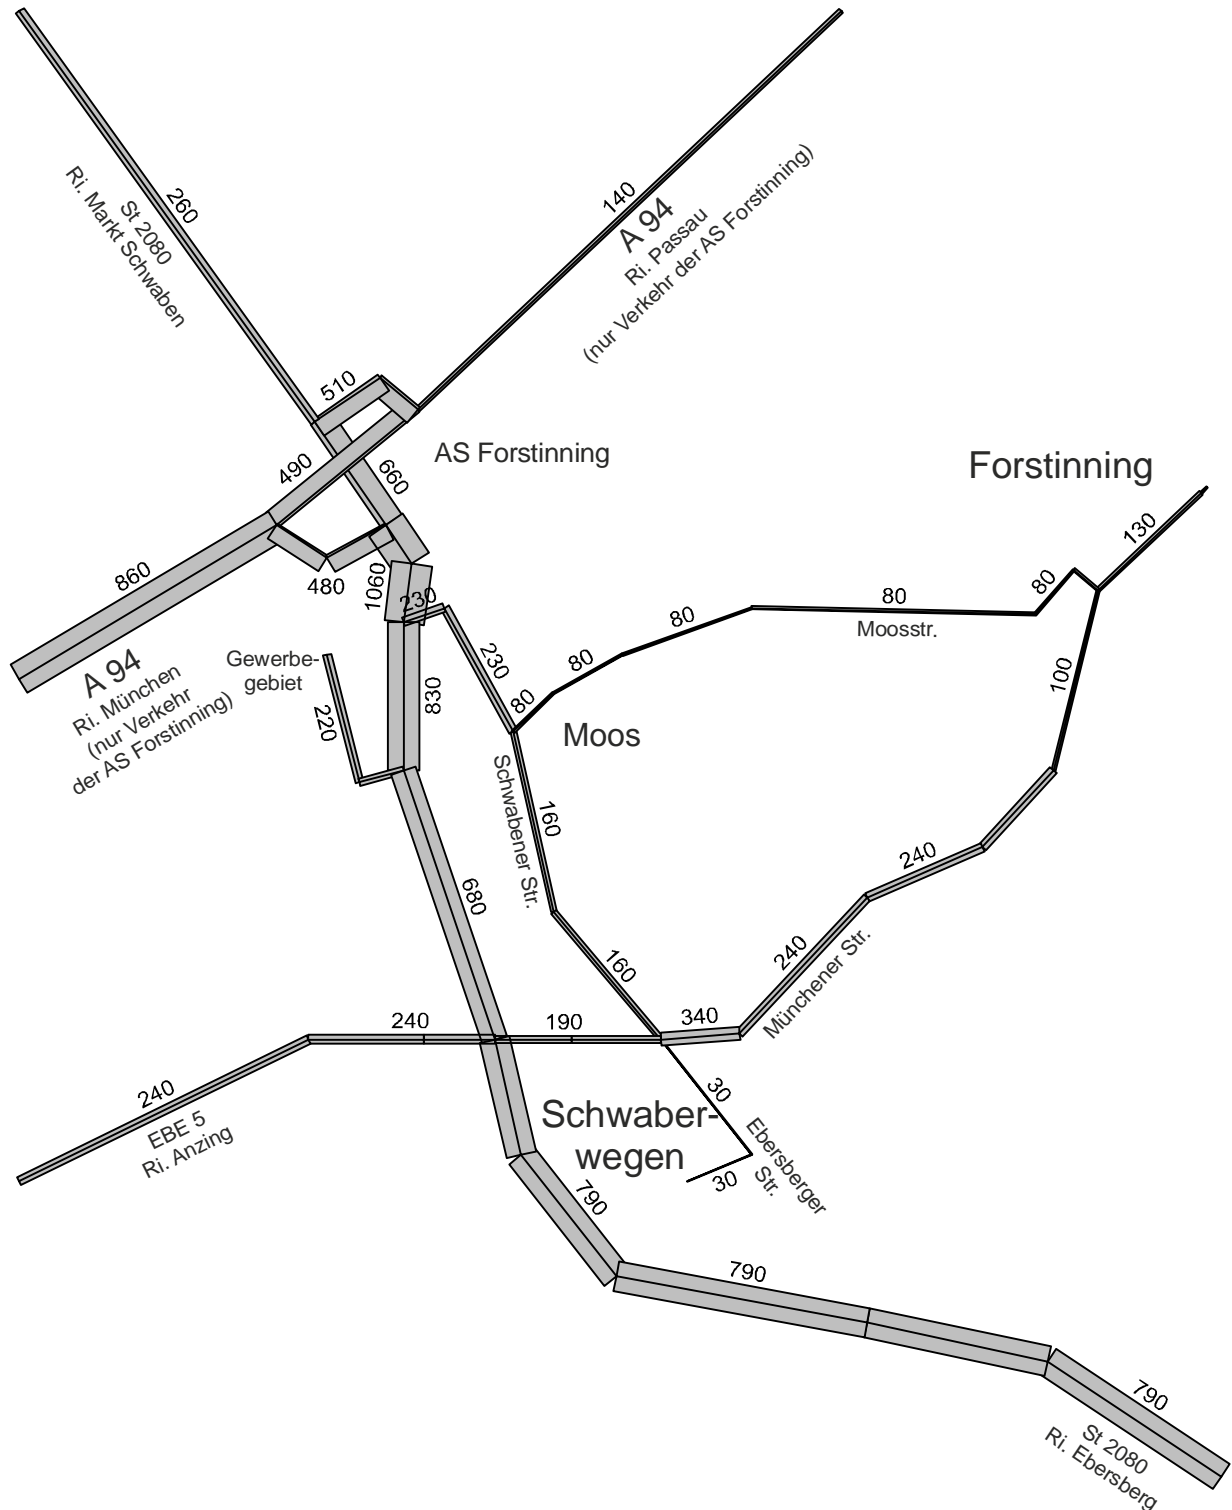 260
St 2080
Ri. Markt Schwaben
140
A 94
Ri. Passau
(nur Verkehr der AS Forstinning)
510
AS Forstinning
490
660
Forstinning
130
860
480
1060
230
80
80
80
Moosstr.
A 94
Ri. München
(nur Verkehr
der AS Forstinning)
Gewerbe-
gebiet
220
830
230
80
80
Moos
100
Schwabener Str.
160
680
240
160
240
Münchener Str.
240
190
340
240
EBE 5
Ri. Anzing
30
Schwaber-
wegen
Ebersberger
Str.
30
790
790
790
St 2080
Ri. Ebersberg